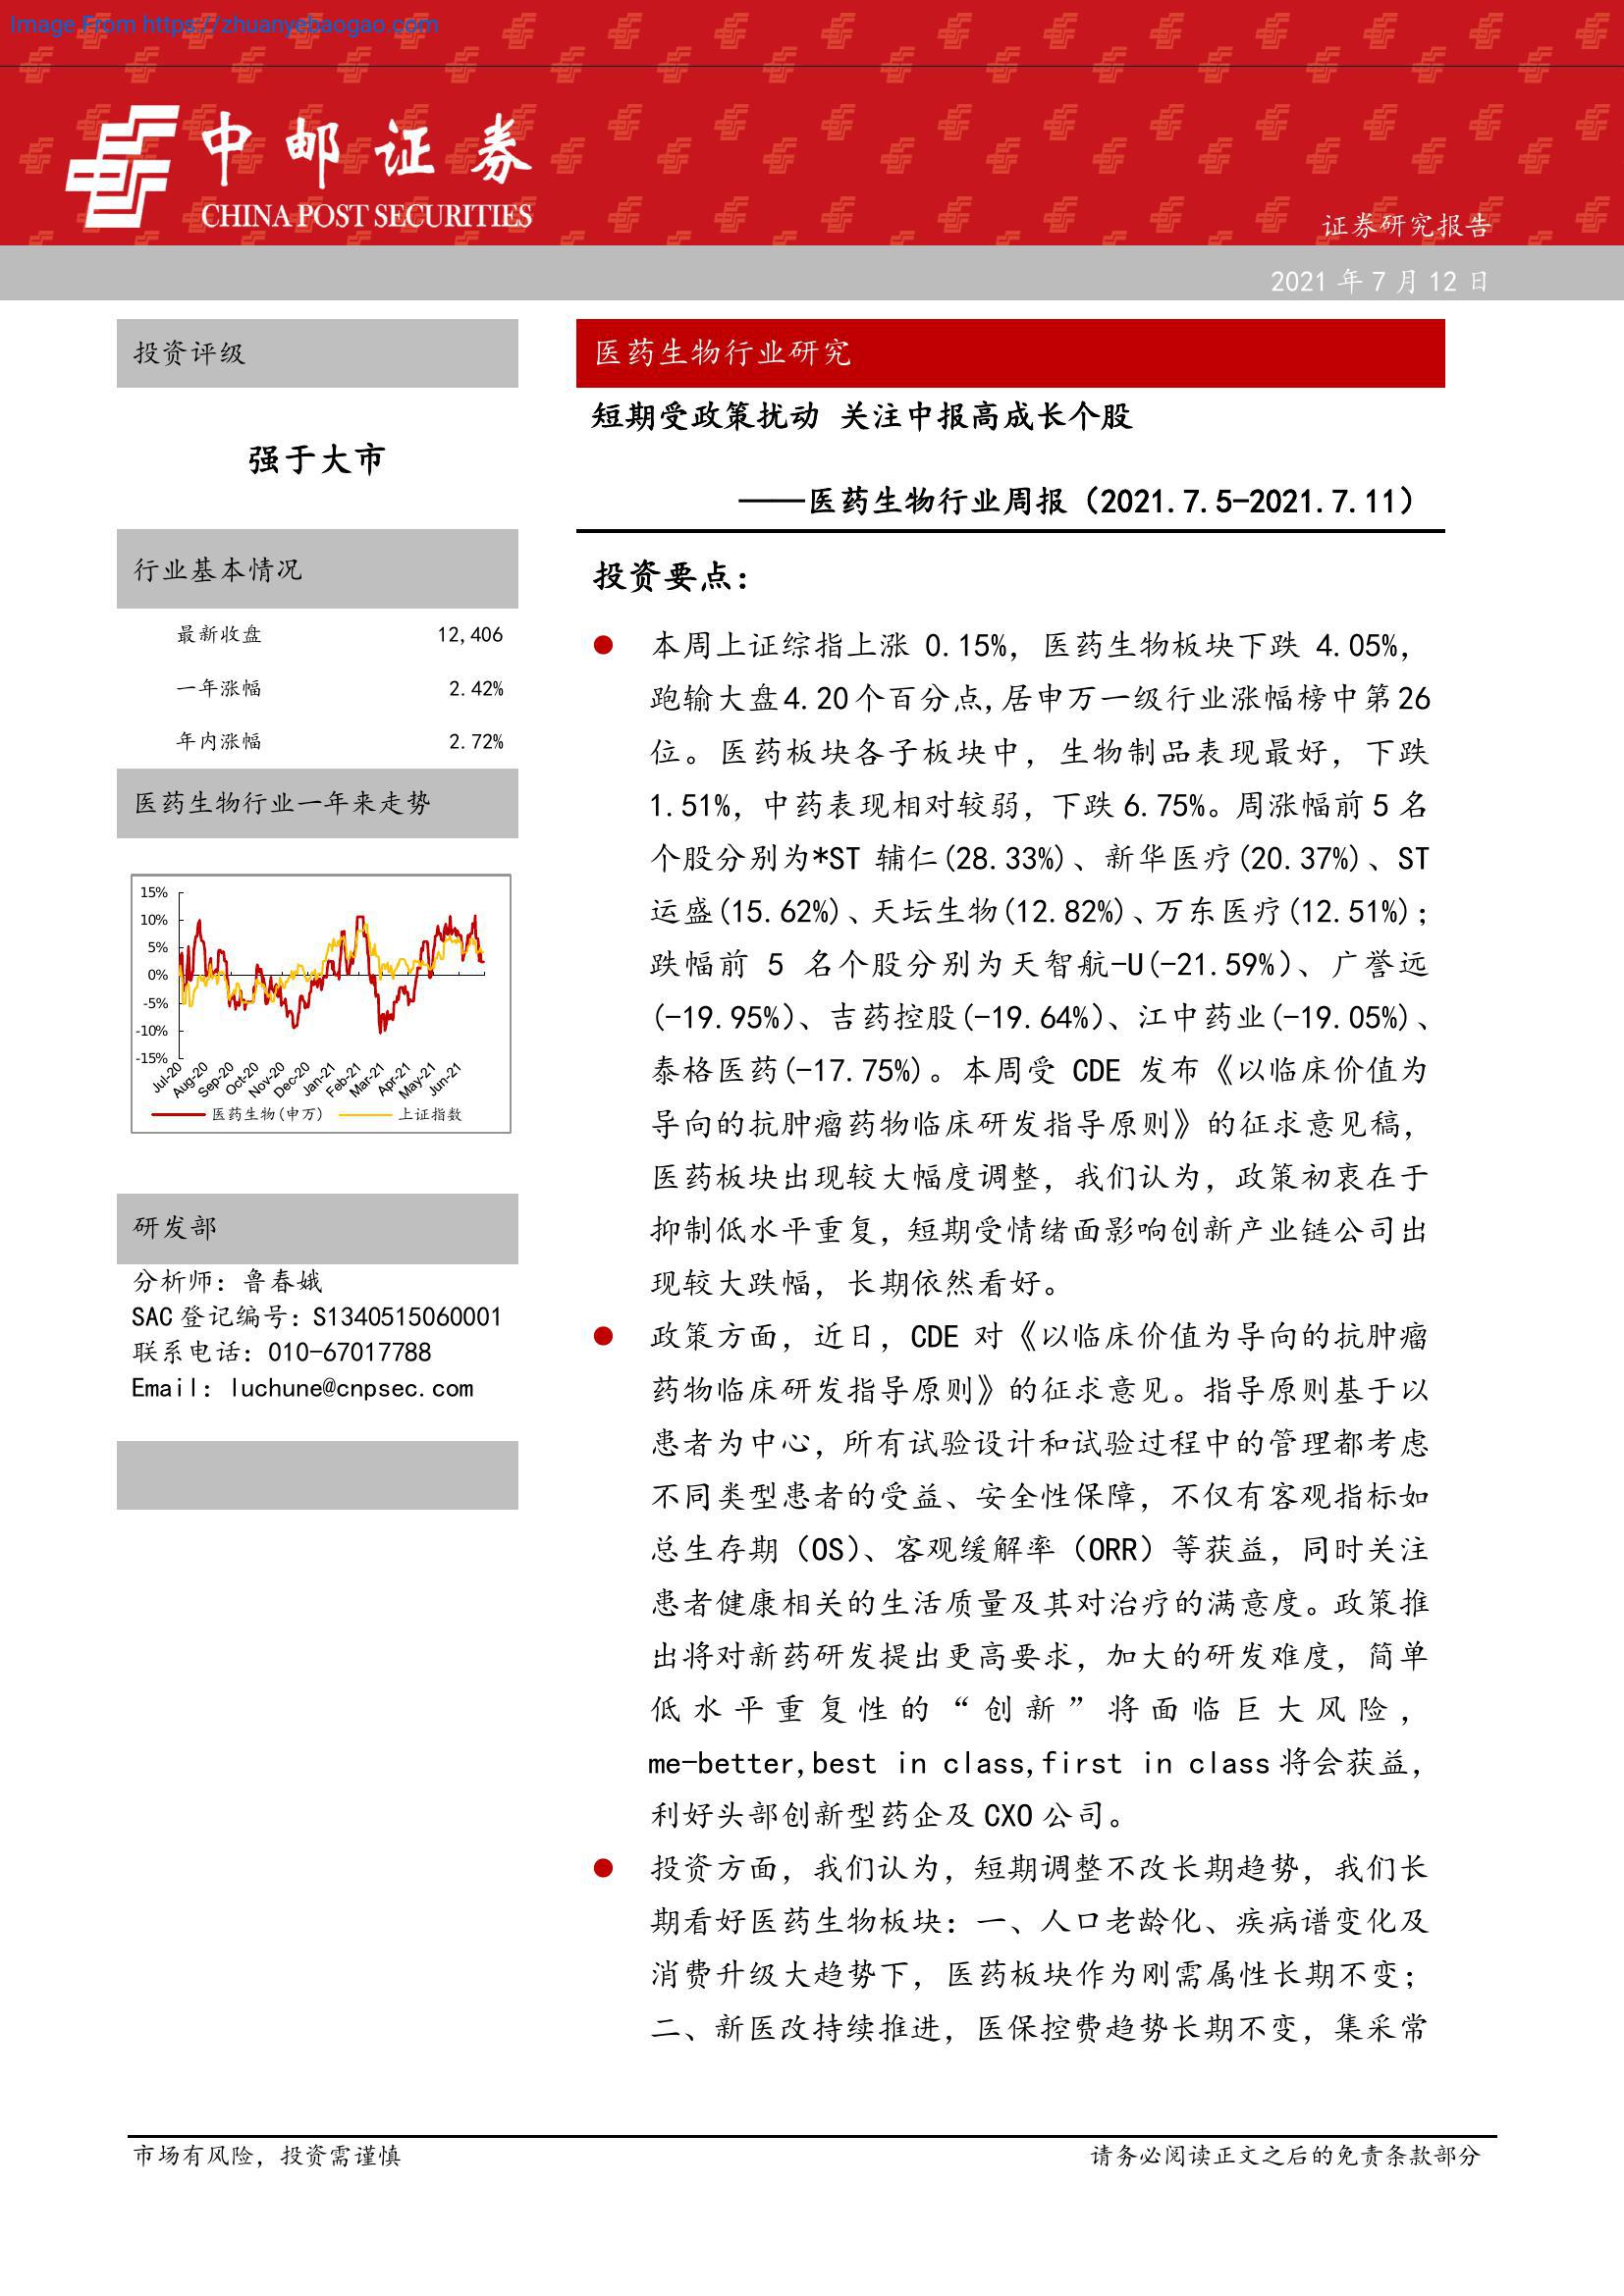 Image From https://zhuanyebaogao.com
中邮证券
CHINA POST SECURITIES
证券研究报告
2021 年 7 月 12 日
投资评级
强于大市
行业基本情况
最新收盘 12,406
一年涨幅 2.42%
年内涨幅 2.72%
医药生物行业一年来走势
15%
10%
5%
0%
-5%
-10%
-15%
Jul-20 Aug-20 Sep-20 Oct-20 Nov-20 Dec-20 Jan-21 Feb-21 Mar-21 Apr-21 May-21 Jun-21
医药生物(申万) 上证指数
研发部
分析师：鲁春娥
SAC 登记编号：S1340515060001
联系电话：010-67017788
Email：luchune@cnpsec.com
医药生物行业研究
短期受政策扰动 关注中报高成长个股
——医药生物行业周报（2021.7.5-2021.7.11）
投资要点：
● 本周上证综指上涨 0.15%，医药生物板块下跌 4.05%，
跑输大盘4.20个百分点,居申万一级行业涨幅榜中第26
位。医药板块各子板块中，生物制品表现最好，下跌
1.51%，中药表现相对较弱，下跌 6.75%。周涨幅前 5 名
个股分别为*ST 辅仁(28.33%)、新华医疗(20.37%)、ST
运盛(15.62%)、天坛生物(12.82%)、万东医疗(12.51%)；
跌幅前 5 名个股分别为天智航-U(-21.59%)、广誉远
(-19.95%)、吉药控股(-19.64%)、江中药业(-19.05%)、
泰格医药(-17.75%)。本周受 CDE 发布《以临床价值为
导向的抗肿瘤药物临床研发指导原则》的征求意见稿，
医药板块出现较大幅度调整，我们认为，政策初衷在于
抑制低水平重复，短期受情绪面影响创新产业链公司出
现较大跌幅，长期依然看好。
● 政策方面，近日，CDE 对《以临床价值为导向的抗肿瘤
药物临床研发指导原则》的征求意见。指导原则基于以
患者为中心，所有试验设计和试验过程中的管理都考虑
不同类型患者的受益、安全性保障，不仅有客观指标如
总生存期（OS）、客观缓解率（ORR）等获益，同时关注
患者健康相关的生活质量及其对治疗的满意度。政策推
出将对新药研发提出更高要求，加大的研发难度，简单
低水平重复性的“创新”将面临巨大风险，
me-better,best in class,first in class 将会获益，
利好头部创新型药企及 CXO 公司。
● 投资方面，我们认为，短期调整不改长期趋势，我们长
期看好医药生物板块：一、人口老龄化、疾病谱变化及
消费升级大趋势下，医药板块作为刚需属性长期不变；
二、新医改持续推进，医保控费趋势长期不变，集采常
市场有风险，投资需谨慎
请务必阅读正文之后的免责条款部分